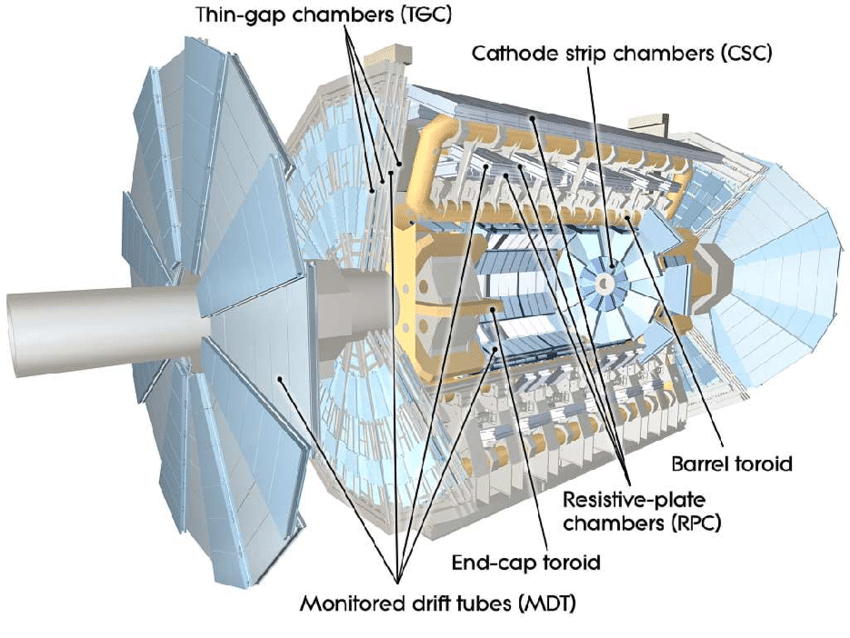 Thin-gap chambers (TGC)
Cathode strip chambers (CSC)
Barrel toroid
Resistive-plate
chambers (RPC)
End-cap toroid
Monitored drift tubes (MDT)